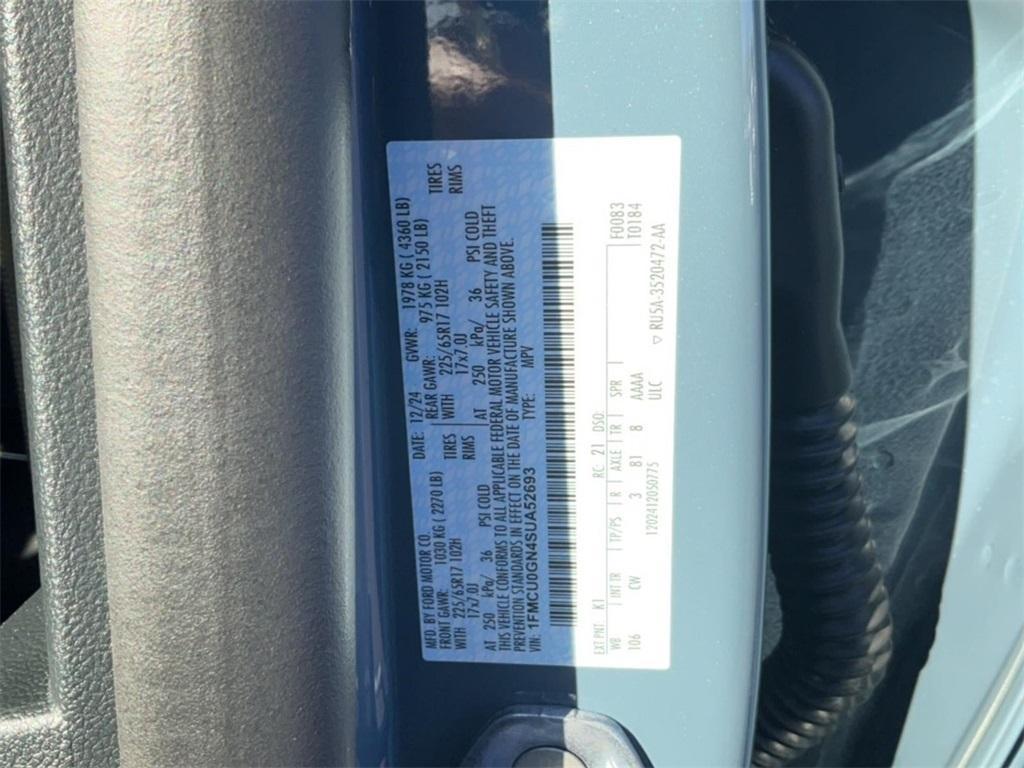 MFD. BY FORD MOTOR CO. DATE: 12/24 GVWR: 1978 KG ( 4360 LB)
FRONT GAWR: 1030 KG ( 2270 LB) REAR GAWR: 975 KG ( 2150 LB)
WITH 225/65R17 102H TIRES WITH 225/65R17 102H TIRES
17x7.0J RIMS 17x7.0J RIMS
AT 250 kPa/ 36 PSI COLD AT 250 kPa/ 36 PSI COLD
THIS VEHICLE CONFORMS TO ALL APPLICABLE FEDERAL MOTOR VEHICLE SAFETY AND THEFT
PREVENTION STANDARDS IN EFFECT ON THE DATE OF MANUFACTURE SHOWN ABOVE.
VIN: 1FMCU0GN4SUA52693 TYPE: MPV
EXT PNT: K1 RC: 21 DSO: F0083
WB INT TR TP/PS R AXLE TR SPR T0184
106 CW 3 81 8 AAAA
1202412050775 ULC ▽ RU5A-3520472-AA